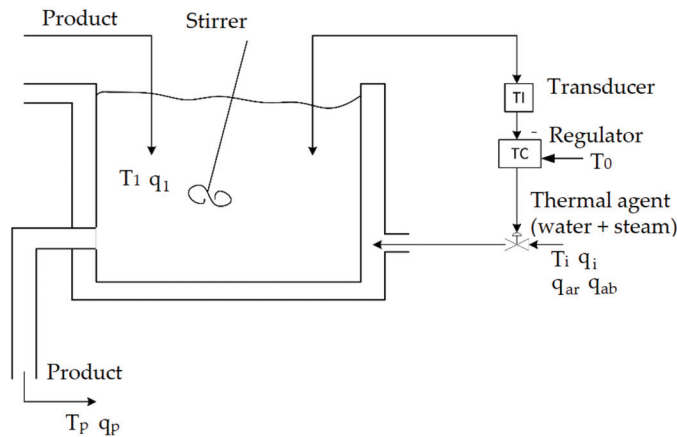 Product
Stirrer
TI
Transducer
-
Regulator
TC
T0
T1 q1
Thermal agent
(water + steam)
Ti qi
qar qab
Product
Tp qp